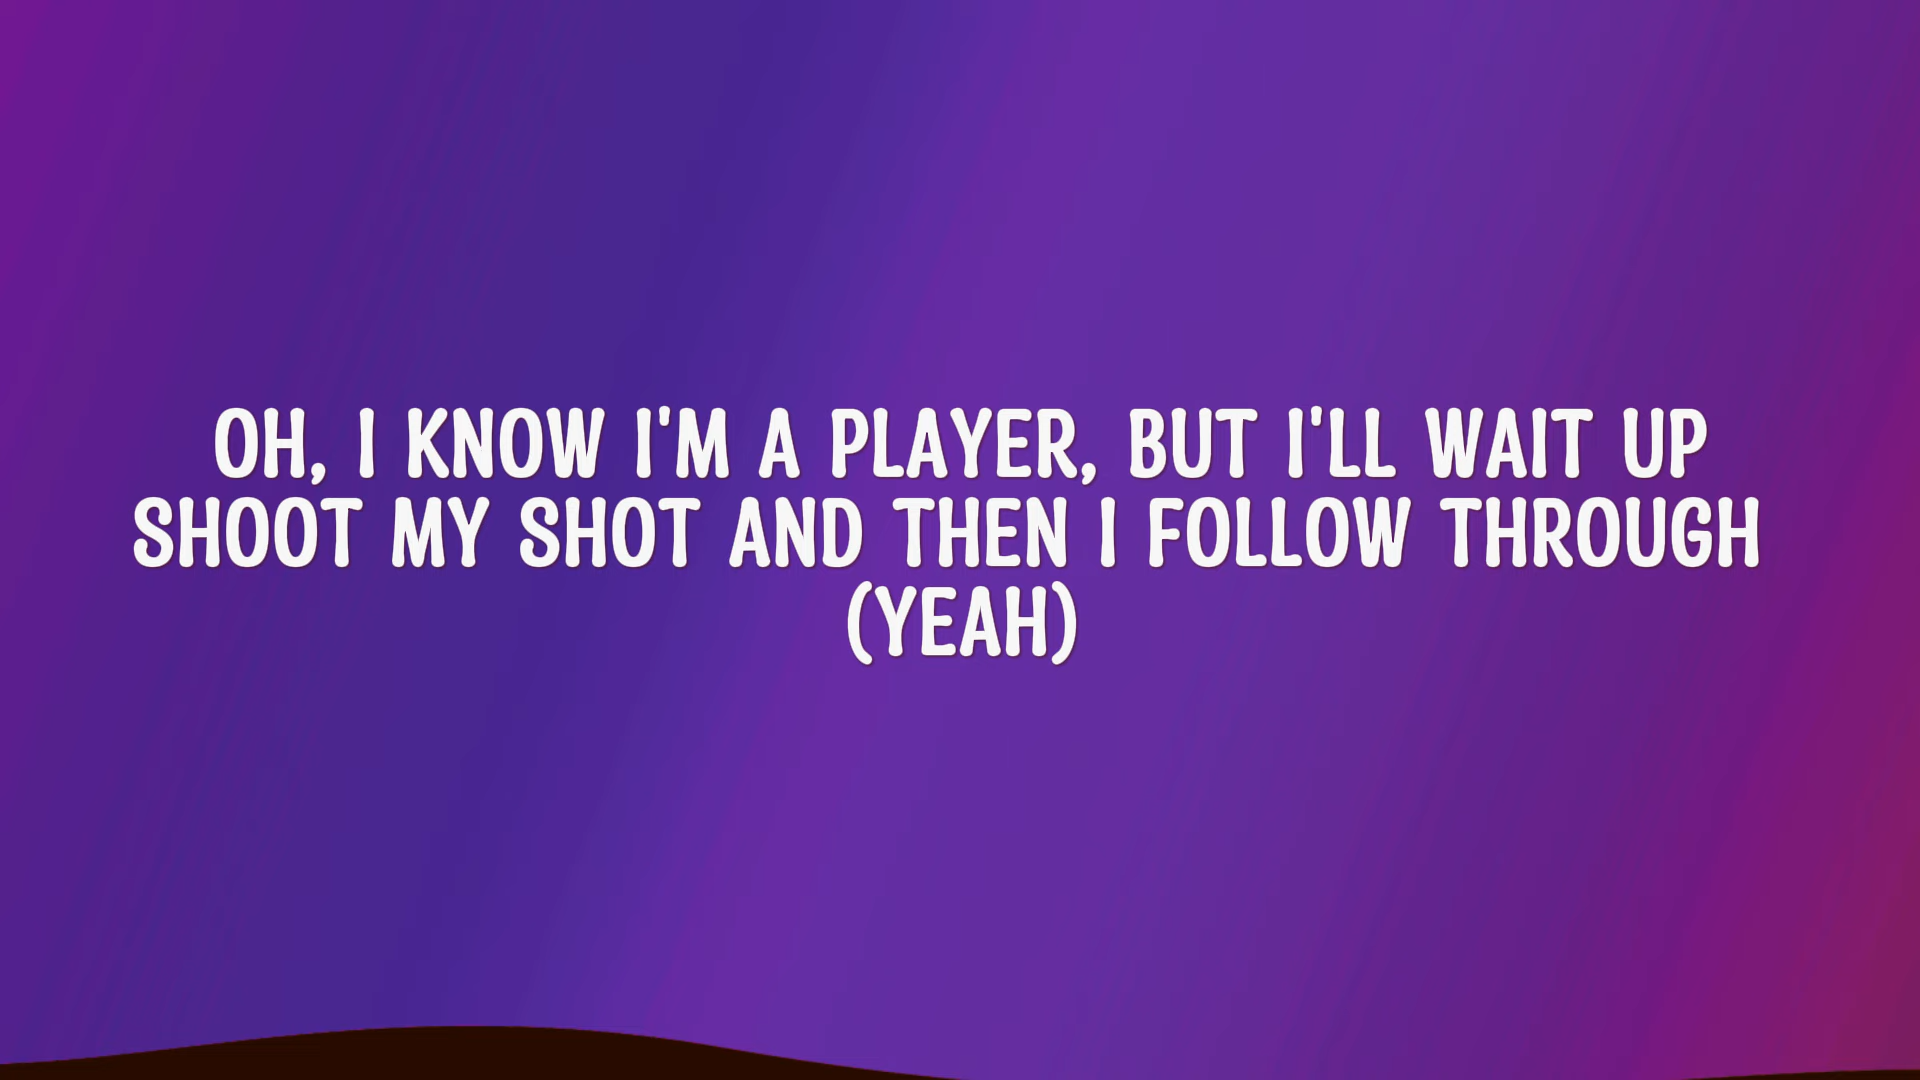 OH, I KNOW I'M A PLAYER, BUT I'LL WAIT UP
SHOOT MY SHOT AND THEN I FOLLOW THROUGH
(YEAH)